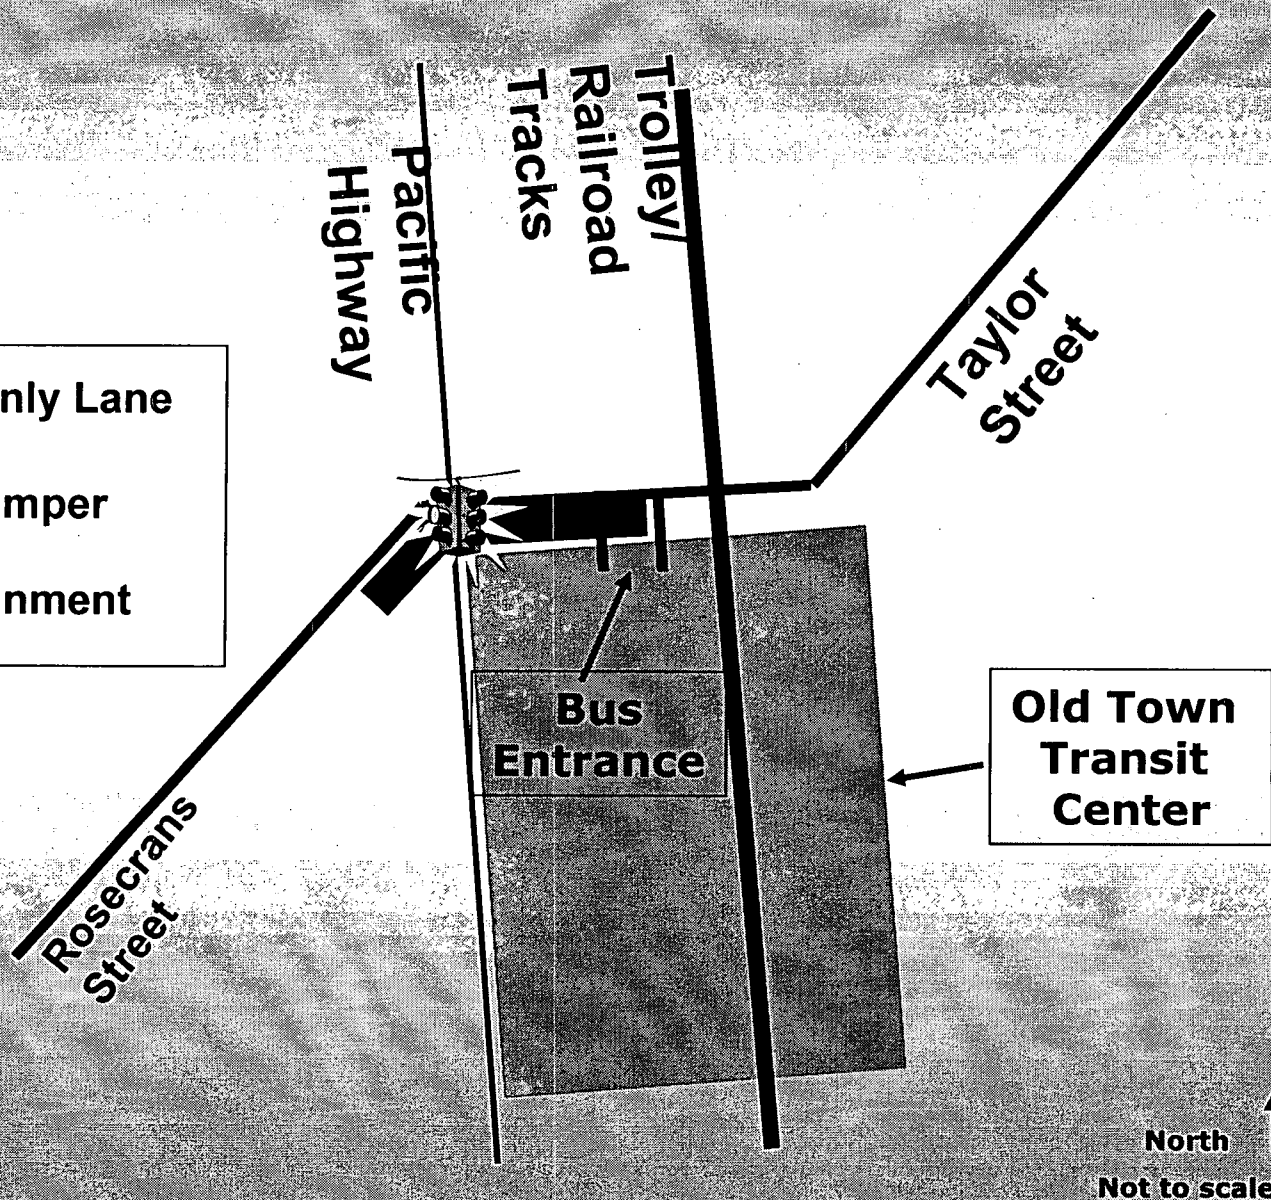 Trolley/
Railroad
Tracks
Pacific
Highway
Taylor
Street
nly Lane
mper
nment
Bus
Entrance
Old Town
Transit
Center
Rosecrans
Street
North
Not to scale